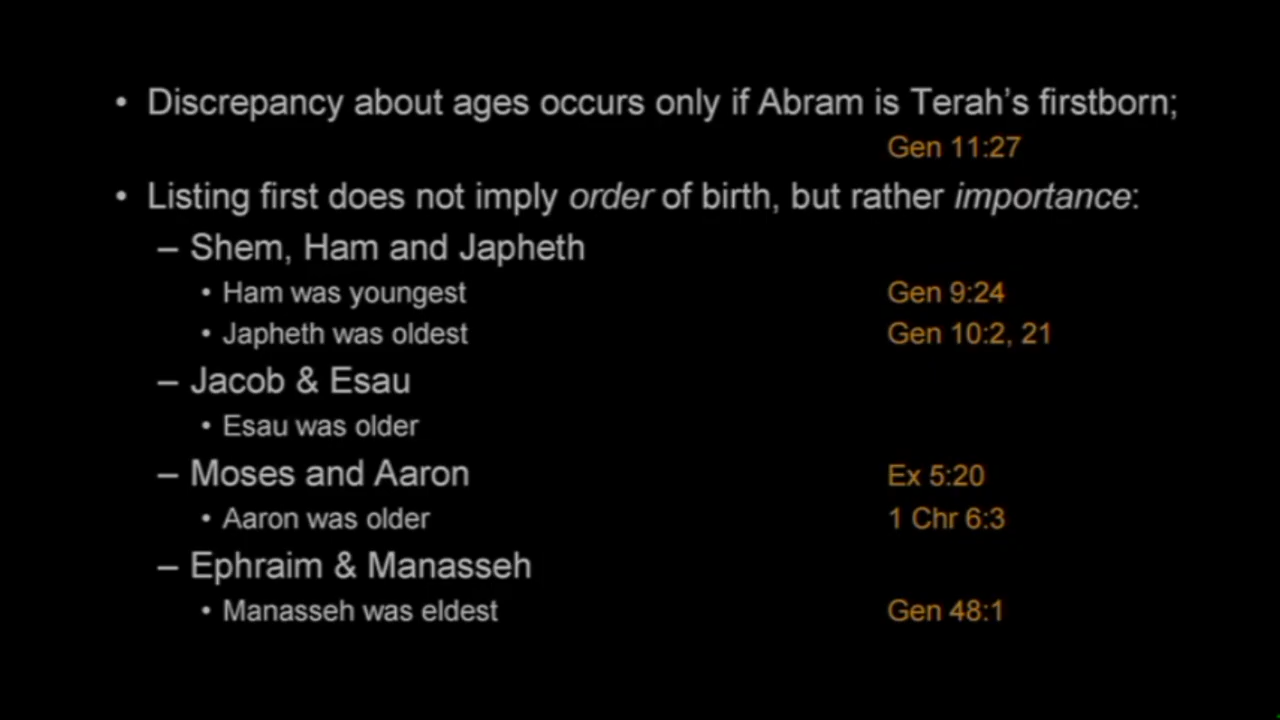 • Discrepancy about ages occurs only if Abram is Terah's firstborn;
Gen 11:27
• Listing first does not imply order of birth, but rather importance:
– Shem, Ham and Japheth
• Ham was youngest Gen 9:24
• Japheth was oldest Gen 10:2, 21
– Jacob & Esau
• Esau was older
– Moses and Aaron Ex 5:20
• Aaron was older 1 Chr 6:3
– Ephraim & Manasseh
• Manasseh was eldest Gen 48:1